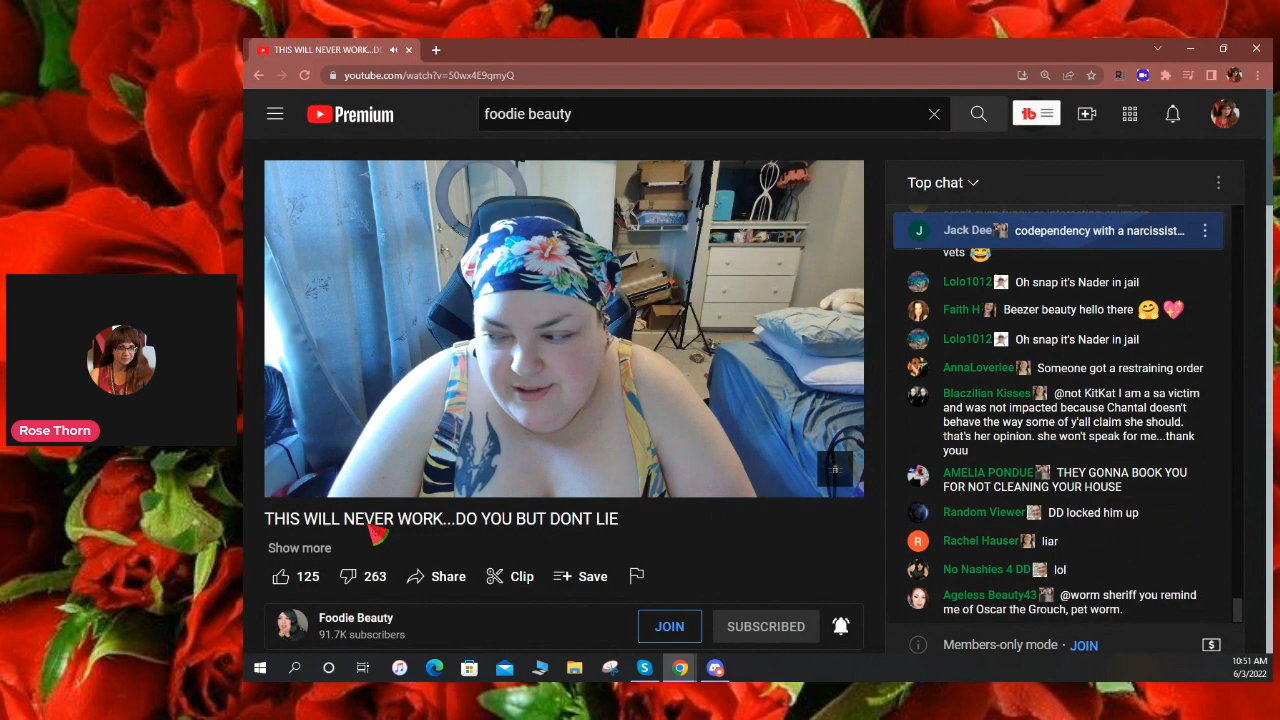 THIS WILL NEVER WORK...DO
youtube.com/watch?v=50wx4E9qmyQ
Premium
foodie beauty
Top chat
Jack Dee codependency with a narcissist...
vets
Lolo1012 Oh snap it's Nader in jail
Faith H Beezer beauty hello there
Lolo1012 Oh snap it's Nader in jail
AnnaLoverlee Someone got a restraining order
Blaczilian Kisses @not KitKat I am a sa victim
and was not impacted because Chantal doesn't
behave the way some of y'all claim she should.
that's her opinion. she won't speak for me...thank
youu
AMELIA PONDUE THEY GONNA BOOK YOU
FOR NOT CLEANING YOUR HOUSE
Random Viewer DD locked him up
R Rachel Hauser liar
No Nashies 4 DD lol
Ageless Beauty43 @worm sheriff you remind
me of Oscar the Grouch, pet worm.
Members-only mode · JOIN
Rose Thorn
THIS WILL NEVER WORK...DO YOU BUT DONT LIE
Show more
125 263 Share Clip Save
Foodie Beauty
91.7K subscribers
JOIN SUBSCRIBED
10:51 AM
6/3/2022